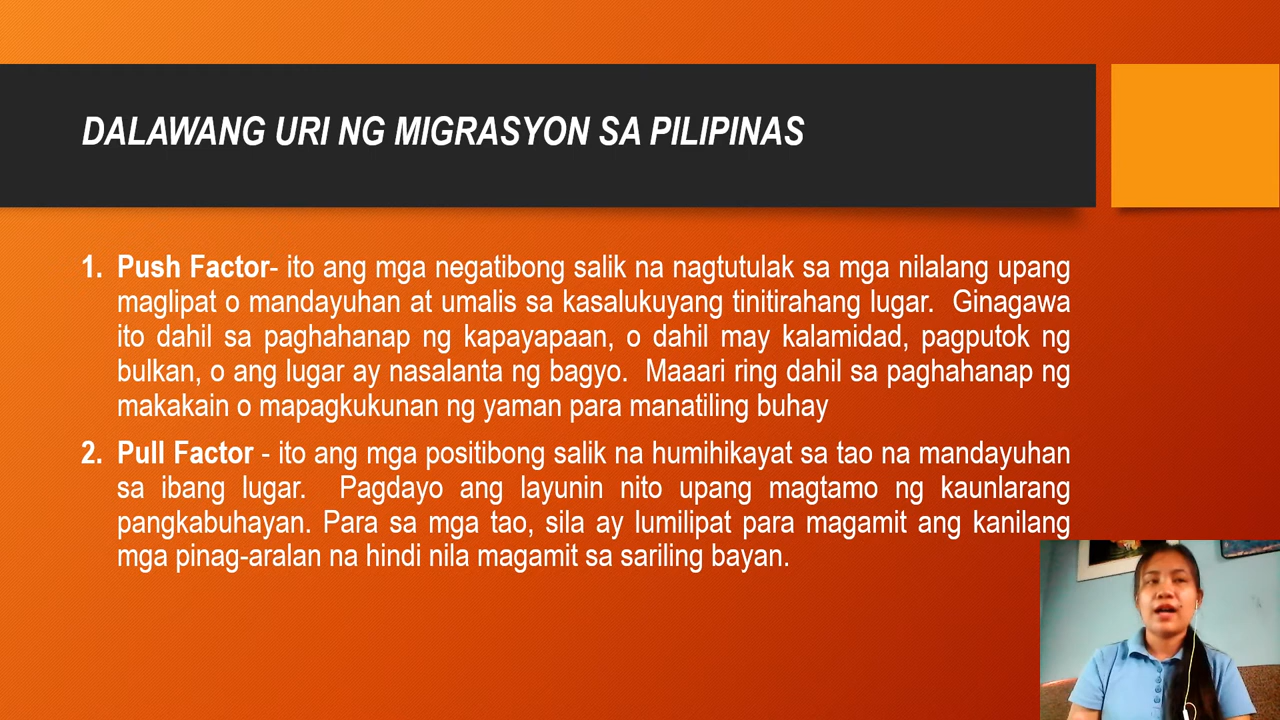 DALAWANG URI NG MIGRASYON SA PILIPINAS
1. Push Factor- ito ang mga negatibong salik na nagtutulak sa mga nilalang upang
maglipat o mandayuhan at umalis sa kasalukuyang tinitirahang lugar. Ginagawa
ito dahil sa paghahanap ng kapayapaan, o dahil may kalamidad, pagputok ng
bulkan, o ang lugar ay nasalanta ng bagyo. Maaari ring dahil sa paghahanap ng
makakain o mapagkukunan ng yaman para manatiling buhay
2. Pull Factor - ito ang mga positibong salik na humihikayat sa tao na mandayuhan
sa ibang lugar. Pagdayo ang layunin nito upang magtamo ng kaunlarang
pangkabuhayan. Para sa mga tao, sila ay lumilipat para magamit ang kanilang
mga pinag-aralan na hindi nila magamit sa sariling bayan.